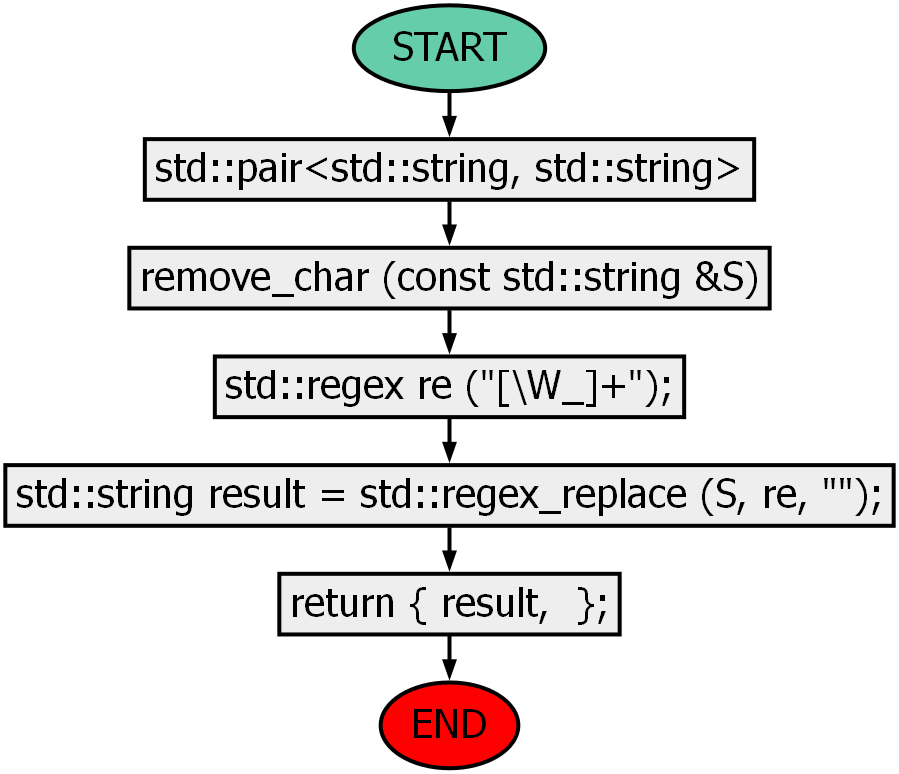 START
std::pair<std::string, std::string>
remove_char (const std::string &S)
std::regex re ("[\W_]+");
std::string result = std::regex_replace (S, re, "");
return { result,  };
END